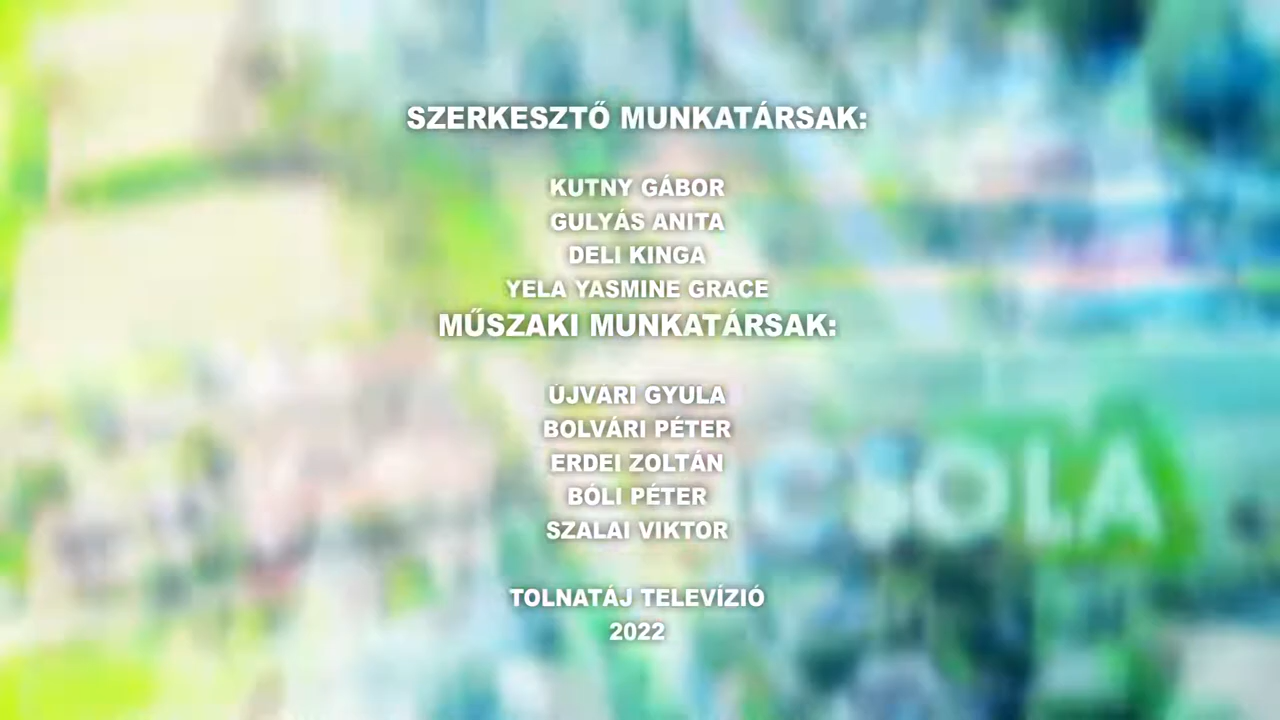 SZERKESZTŐ MUNKATÁRSAK:
KUTNY GÁBOR
GULYÁS ANITA
DELI KINGA
YELA YASMINE GRACE
MŰSZAKI MUNKATÁRSAK:
ÚJVÁRI GYULA
BOLVÁRI PÉTER
ERDEI ZOLTÁN
BÓLI PÉTER
SZALAI VIKTOR
TOLNATÁJ TELEVÍZIÓ
2022